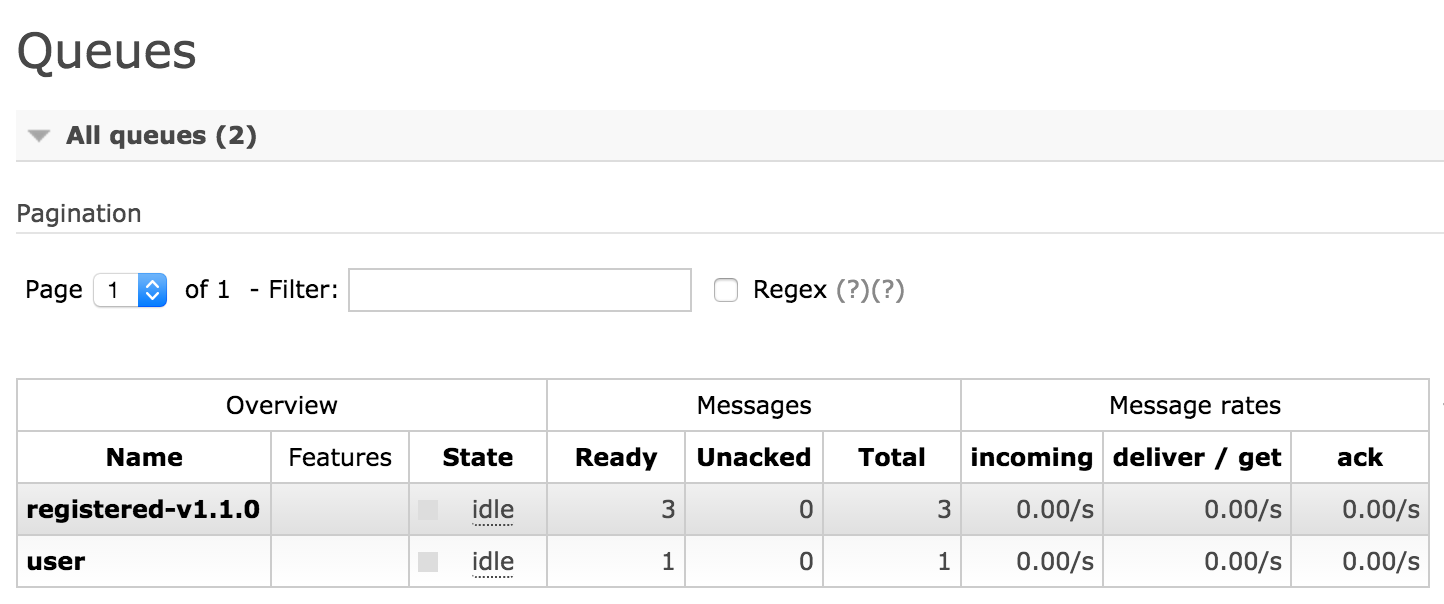 Queues
All queues (2)
Pagination
Page 1 of 1 - Filter: Regex (?)(?)
Overview Messages Message rates
Name Features State Ready Unacked Total incoming deliver / get ack
registered-v1.1.0 idle 3 0 3 0.00/s 0.00/s 0.00/s
user idle 1 0 1 0.00/s 0.00/s 0.00/s